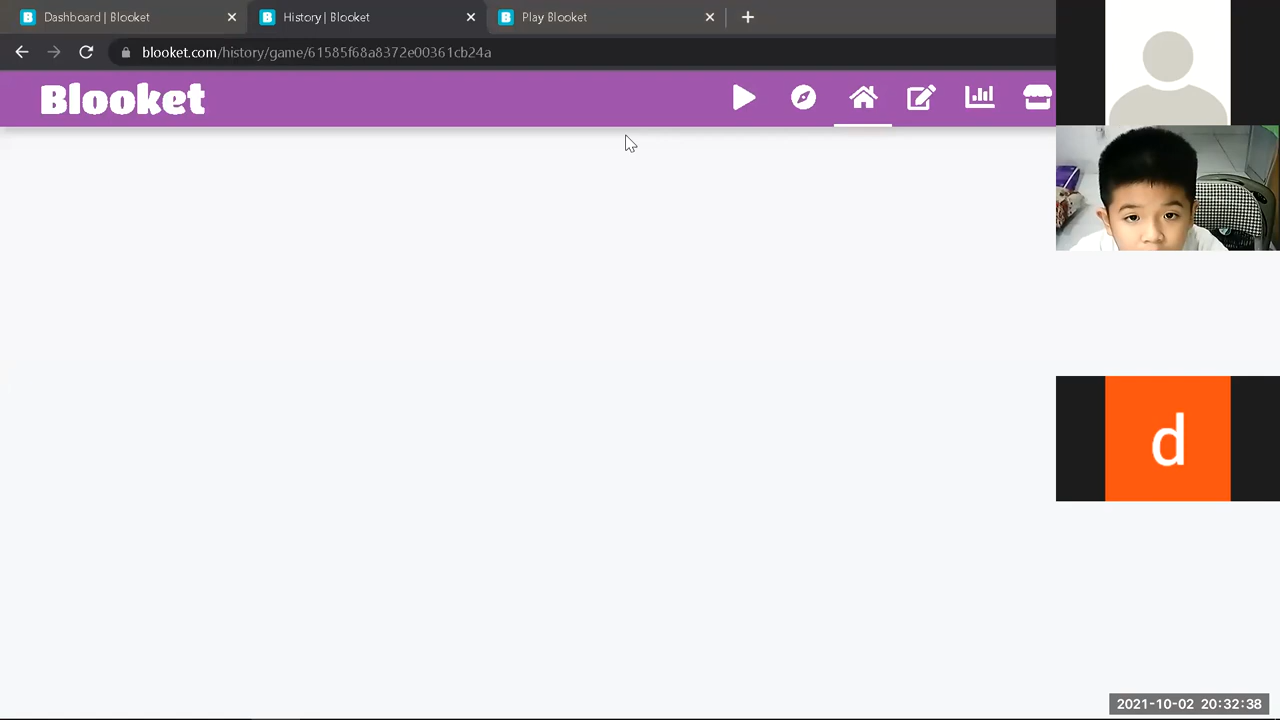 Dashboard | Blooket
History | Blooket
Play Blooket
blooket.com/history/game/61585f68a8372e00361cb24a
Blooket
d
2021-10-02 20:32:38